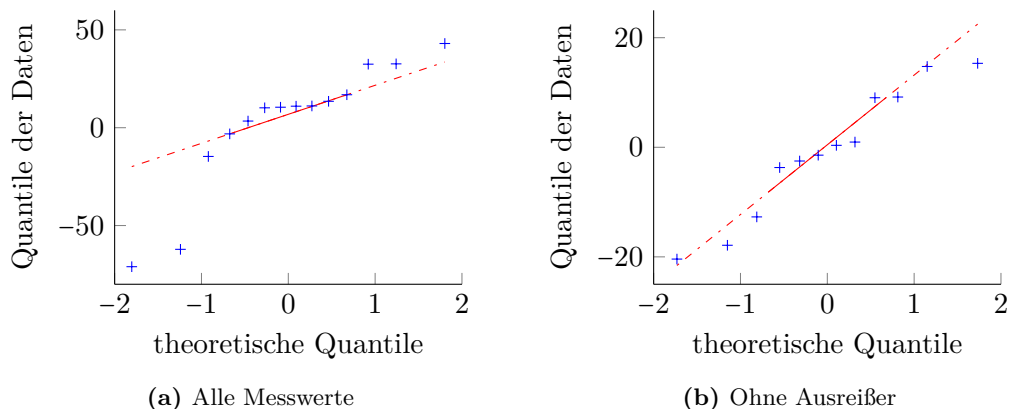 50
0
−50
−2 −1 0 1 2
Quantile der Daten
theoretische Quantile
(a) Alle Messwerte
20
0
−20
−2 −1 0 1 2
Quantile der Daten
theoretische Quantile
(b) Ohne Ausreißer